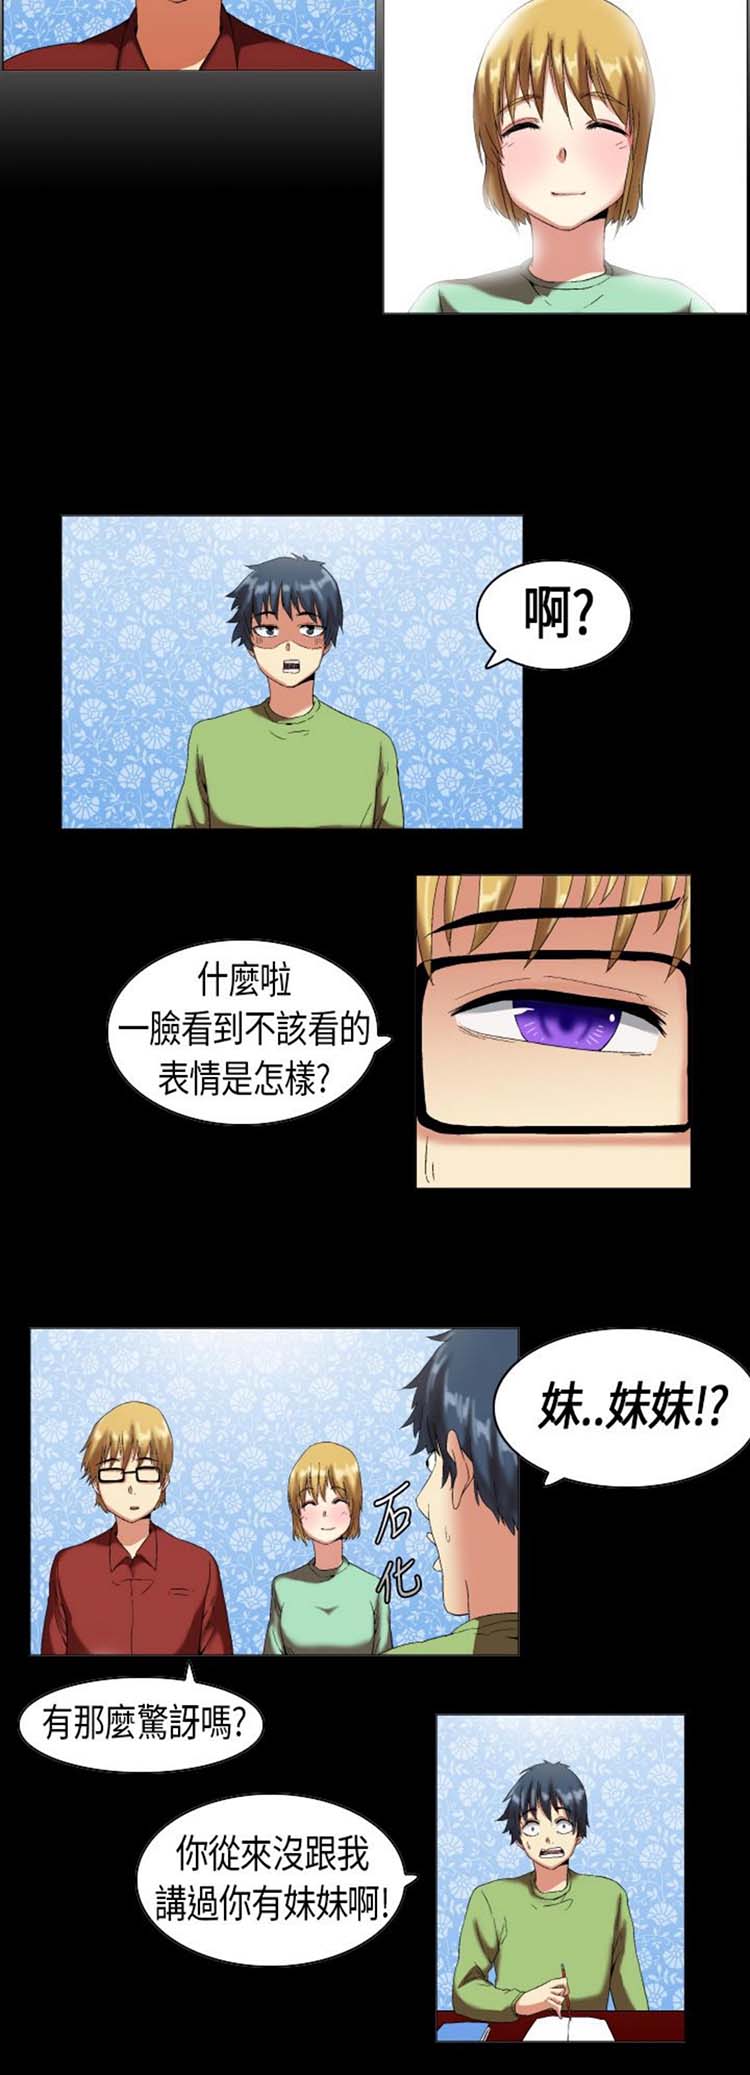 啊?
什麼啦
一臉看到不該看的
表情是怎樣?
妹..妹妹!?
石化
有那麼驚訝嗎?
你從來沒跟我
講過你有妹妹啊!